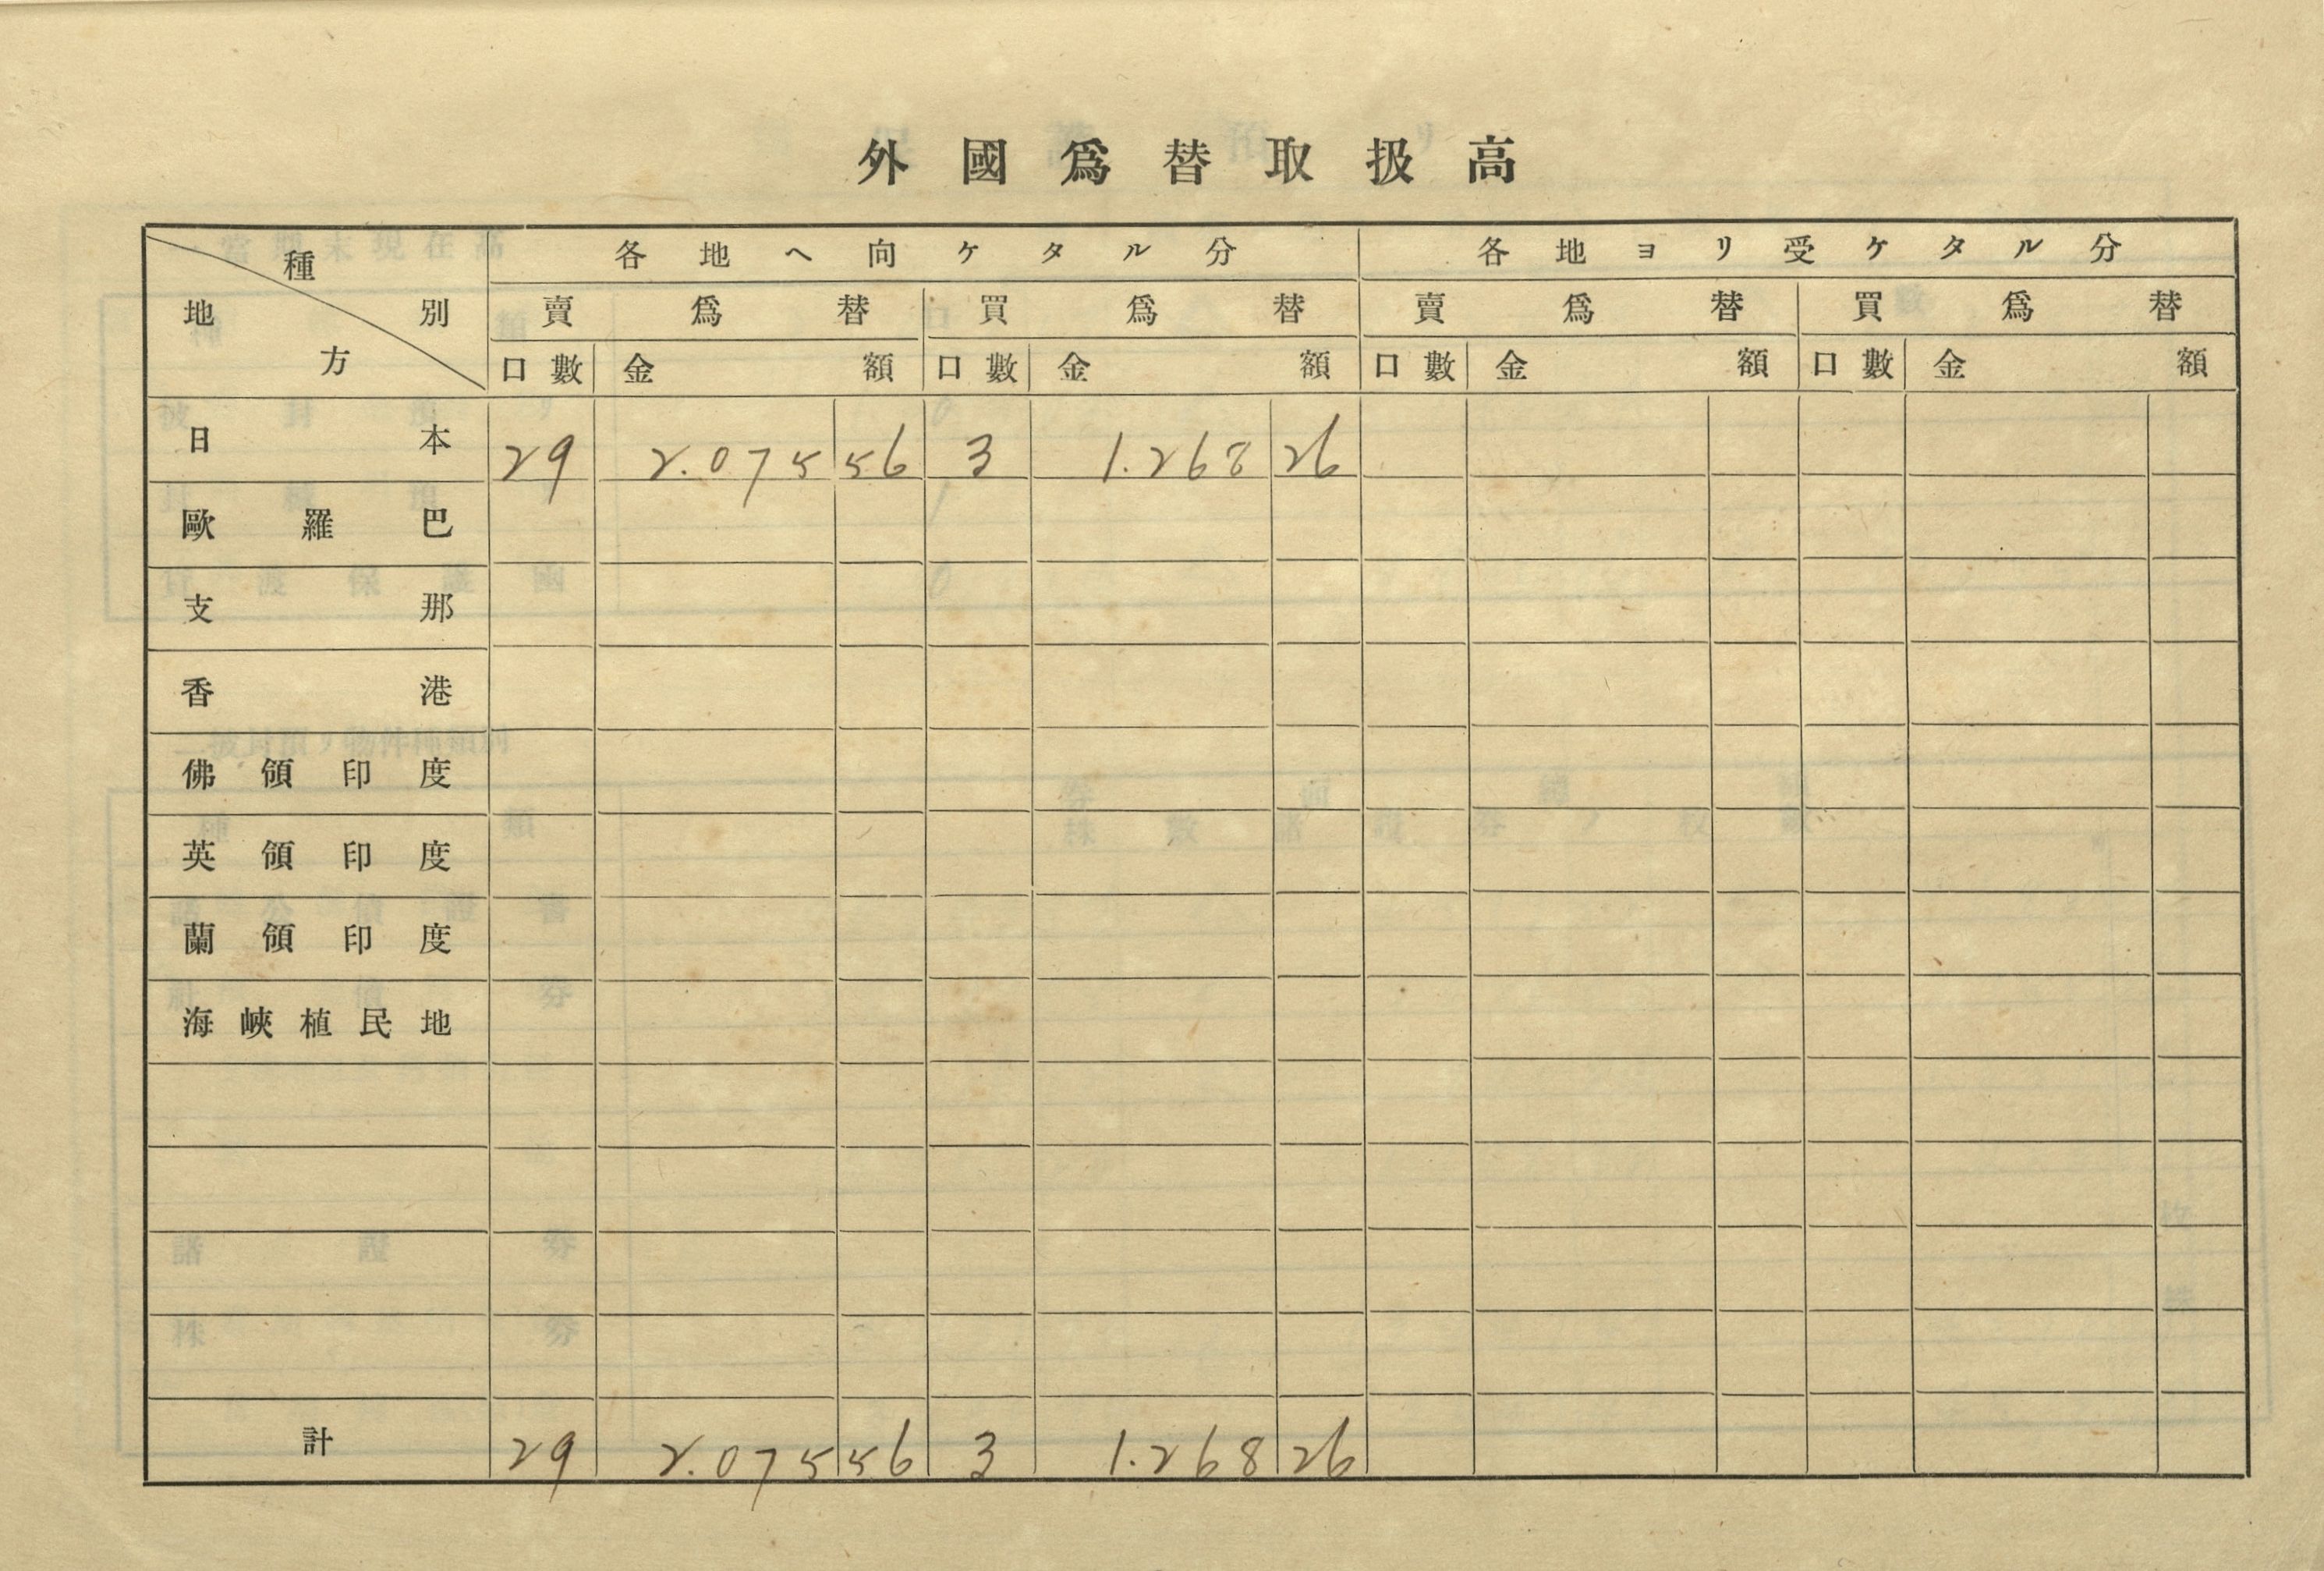 外國爲替取扱高
種別 地方 各地ヘ向ケタル分 各地ヨリ受ケタル分
賣爲替 買爲替 賣爲替 買爲替
口數 金額 口數 金額 口數 金額 口數 金額
日本 29 2.075 56 3 1.268 26
歐羅巴
支那
香港
佛領印度
英領印度
蘭領印度
海峽植民地
計 29 2.075 56 3 1.268 26